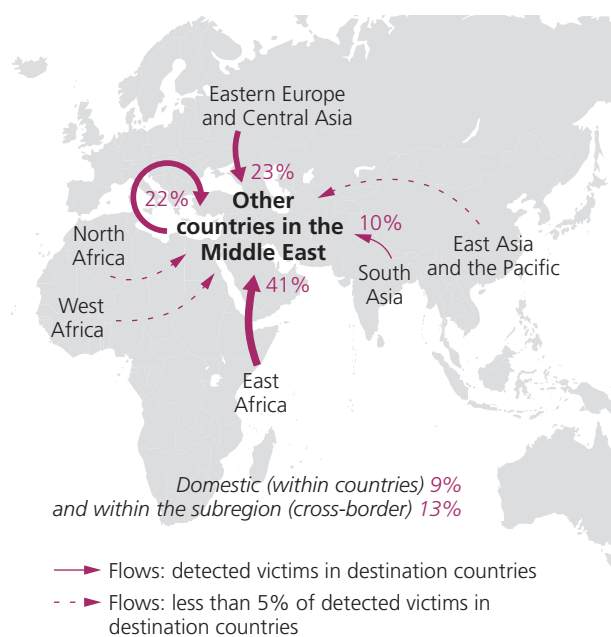 Eastern Europe
and Central Asia
23%
22%
Other
countries in the
Middle East
10%
North
Africa
East Asia
and the Pacific
South
Asia
West
Africa
41%
East
Africa
Domestic (within countries) 9%
and within the subregion (cross-border) 13%
Flows: detected victims in destination countries
Flows: less than 5% of detected victims in
destination countries